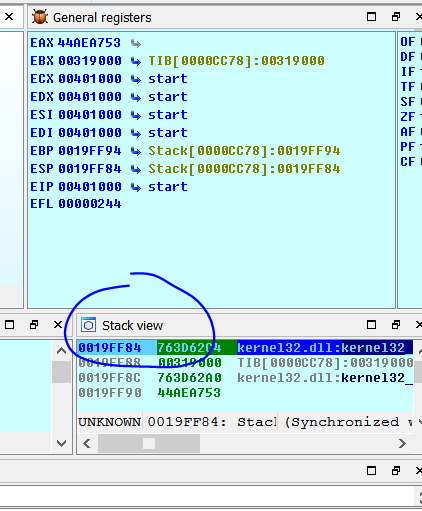 General registers
EAX 44AEA753
EBX 00319000 TIB[0000CC78]:00319000
ECX 00401000 start
EDX 00401000 start
ESI 00401000 start
EDI 00401000 start
EBP 0019FF94 Stack[0000CC78]:0019FF94
ESP 0019FF84 Stack[0000CC78]:0019FF84
EIP 00401000 start
EFL 00000244
OF
DF
IF
TF
SF
ZF
AF
PF
CF
Stack view
0019FF84 763D62C4 kernel32.dll:kernel32_
0019FF88 00319000 TIB[0000CC78]:00319000
0019FF8C 763D62A0 kernel32.dll:kernel32_
0019FF90 44AEA753
UNKNOWN 0019FF84: Stack (Synchronized w